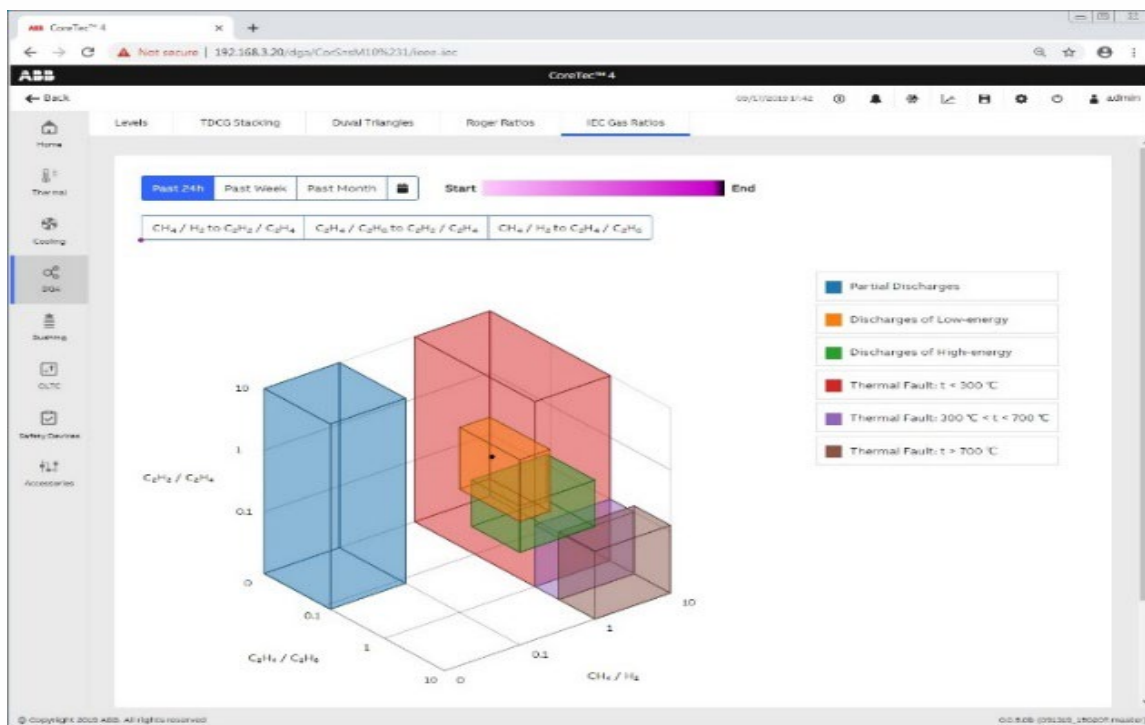 ABB CoreTec™ 4
Not secure | 192.168.3.20/dga/CorSnsM10%231/ieee-iec
ABB
CoreTec™ 4
← Back
admin
Levels
TDCG Stacking
Duval Triangles
Roger Ratios
IEC Gas Ratios
Home
Thermal
Cooling
DGA
Bushing
OLTC
Safety Devices
Accessories
Past 24h
Past Week
Past Month
Start
End
CH₄ / H₂ to C₂H₂ / C₂H₄
C₂H₄ / C₂H₆ to C₂H₂ / C₂H₄
CH₄ / H₂ to C₂H₄ / C₂H₆
Partial Discharges
Discharges of Low-energy
Discharges of High-energy
Thermal Fault: t < 300 ℃
Thermal Fault: 300 ℃ < t < 700 ℃
Thermal Fault: t > 700 ℃
10
1
C₂H₂ / C₂H₄
0.1
0
0.1
1
10
C₂H₄ / C₂H₆
0
0.1
1
10
CH₄ / H₂
© Copyright 2019 ABB. All rights reserved